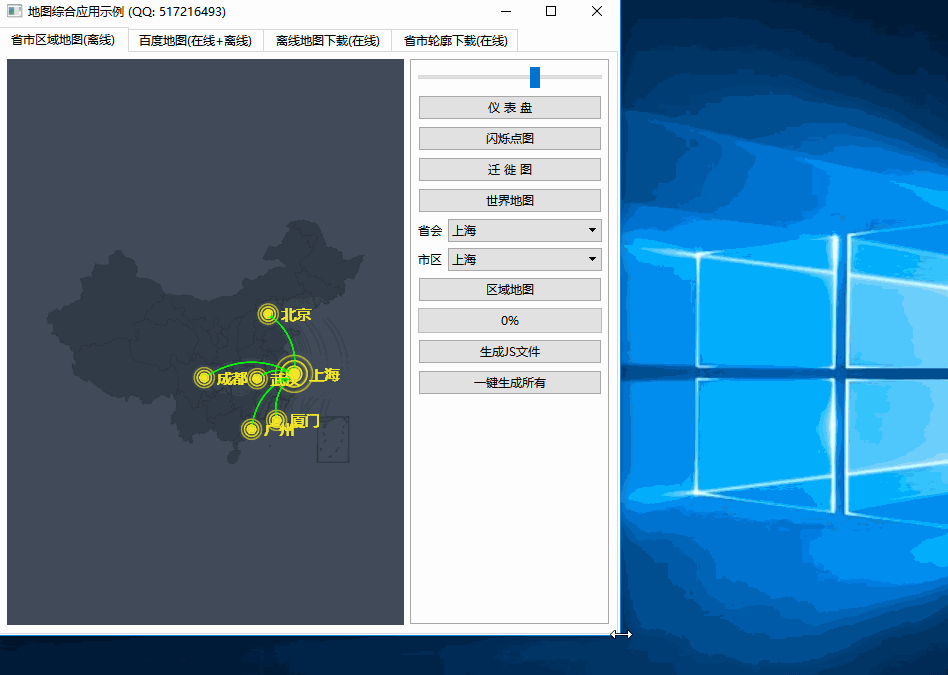 地图综合应用示例 (QQ: 517216493)
省市区域地图(离线)
百度地图(在线+离线)
离线地图下载(在线)
省市轮廓下载(在线)
仪 表 盘
闪烁点图
迁 徙 图
世界地图
省会 上海
市区 上海
区域地图
0%
生成JS文件
一键生成所有
北京
成都
武汉
上海
厦门
广州